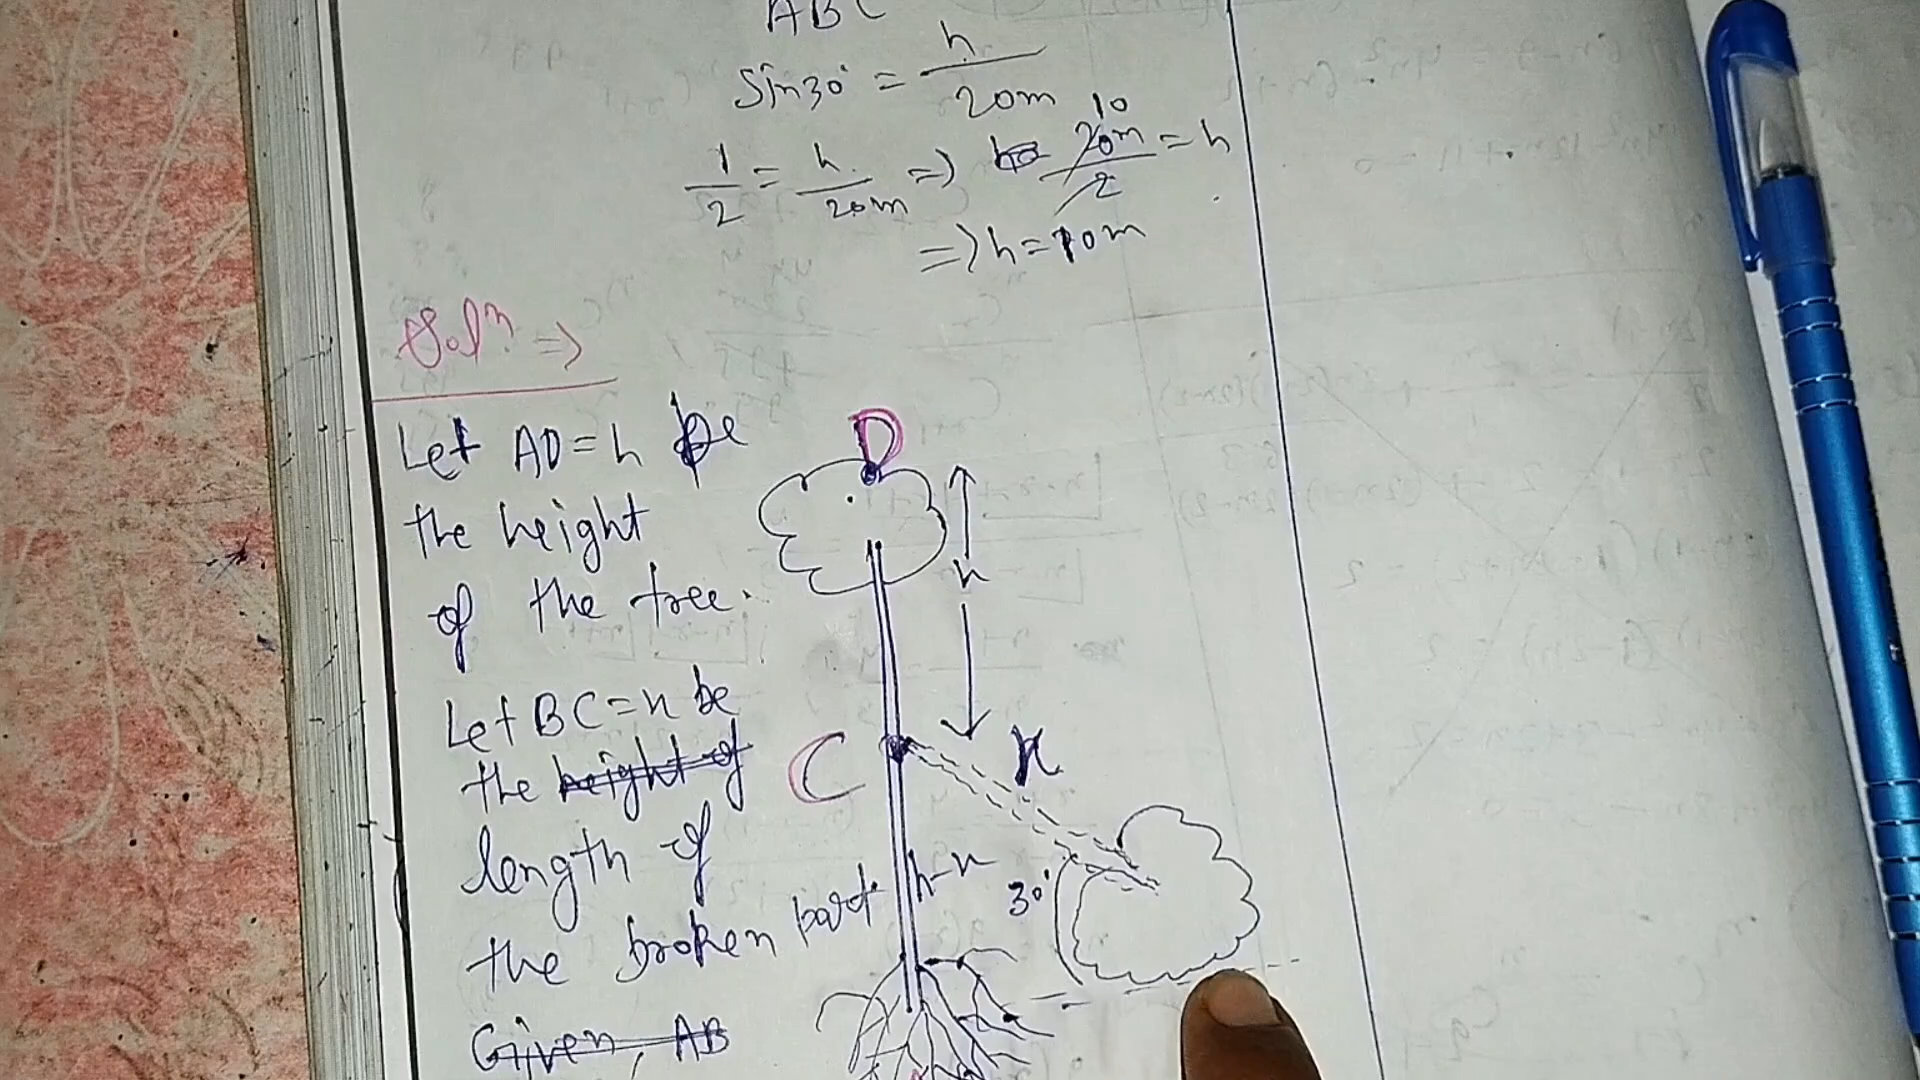 ABC
Sin30° = h/20m
1/2 = h/20m => 20m/2 = h
10
=> h = 10m
Solⁿ. =>
Let AD = h be
the height
of the tree.
Let BC = x be
the height of
length of
the broken part
Given, AB
D
x
C
x
h-x
30°